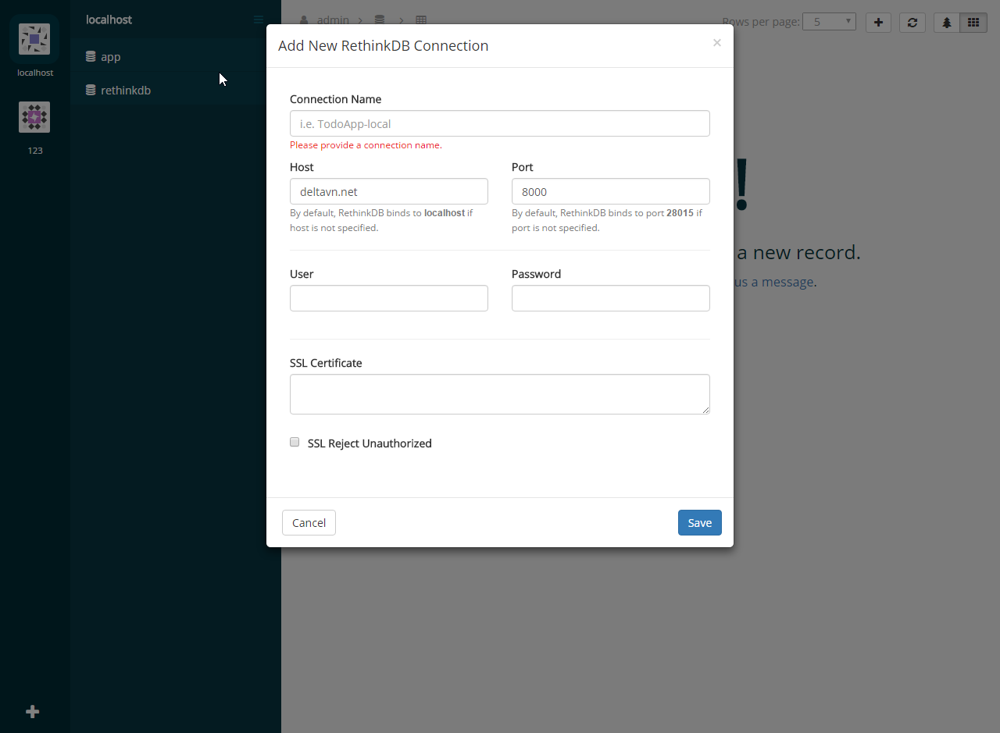 localhost
admin
Rows per page: 5
localhost
123
app
rethinkdb
Add New RethinkDB Connection
×
Connection Name
i.e. TodoApp-local
Please provide a connection name.
Host
Port
deltavn.net
8000
By default, RethinkDB binds to localhost if
host is not specified.
By default, RethinkDB binds to port 28015 if
port is not specified.
!
a new record.
us a message.
User
Password
SSL Certificate
SSL Reject Unauthorized
Cancel
Save